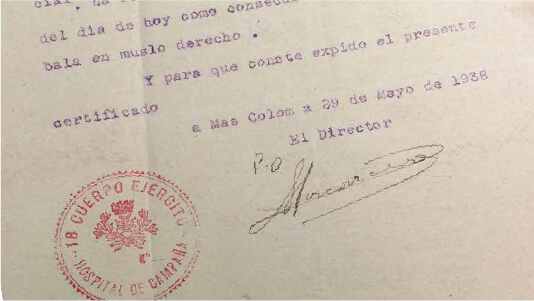 cial.
del dia de hoy como consecu
bala en muslo derecho .
Y para que conste expido el presente
certificado
a Mas Colom a 29 de Mayo de 1938
El Director
P.O
18 CUERPO EJERCITO
HOSPITAL DE CAMPAÑA